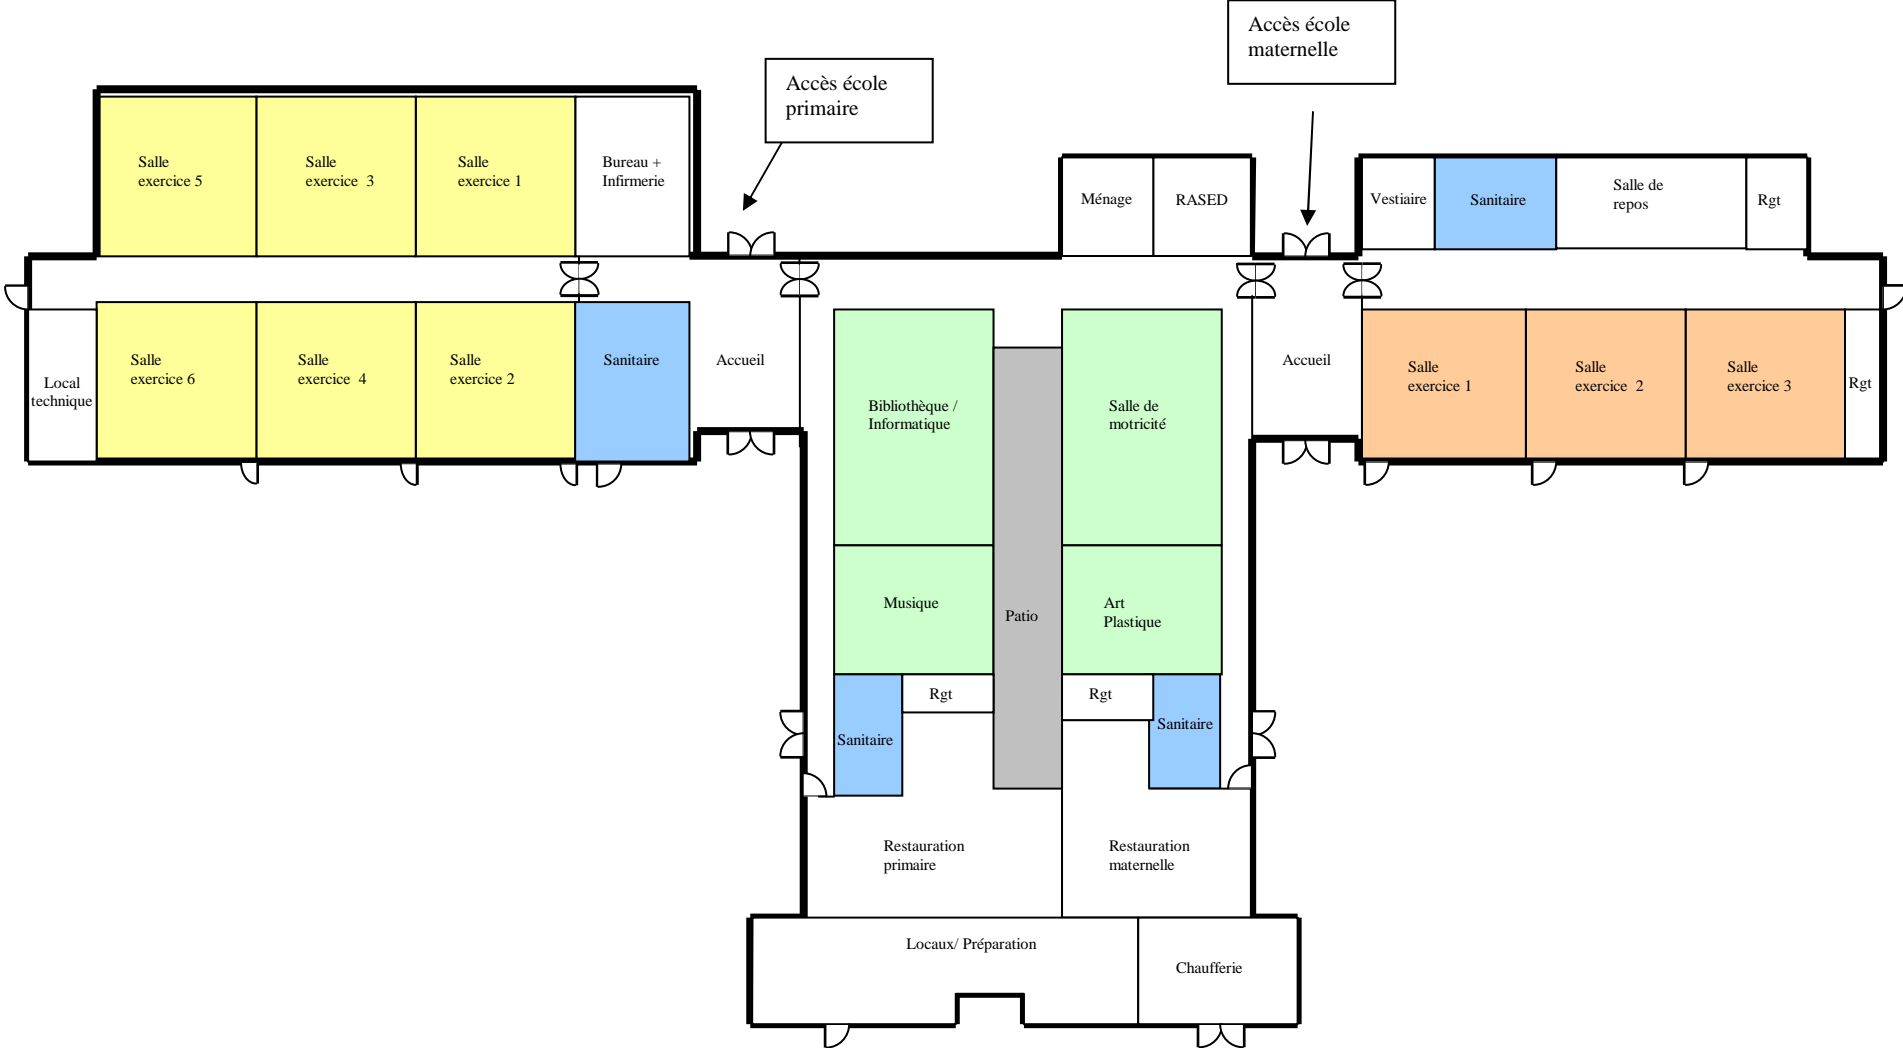 Accès école
maternelle
Accès école
primaire
Salle
exercice 5
Salle
exercice  3
Salle
exercice 1
Bureau +
Infirmerie
Ménage
RASED
Vestiaire
Sanitaire
Salle de
repos
Rgt
Local
technique
Salle
exercice 6
Salle
exercice  4
Salle
exercice 2
Sanitaire
Accueil
Bibliothèque /
Informatique
Salle de
motricité
Accueil
Salle
exercice 1
Salle
exercice  2
Salle
exercice 3
Rgt
Musique
Patio
Art
Plastique
Sanitaire
Rgt
Rgt
Sanitaire
Restauration
primaire
Restauration
maternelle
Locaux/ Préparation
Chaufferie